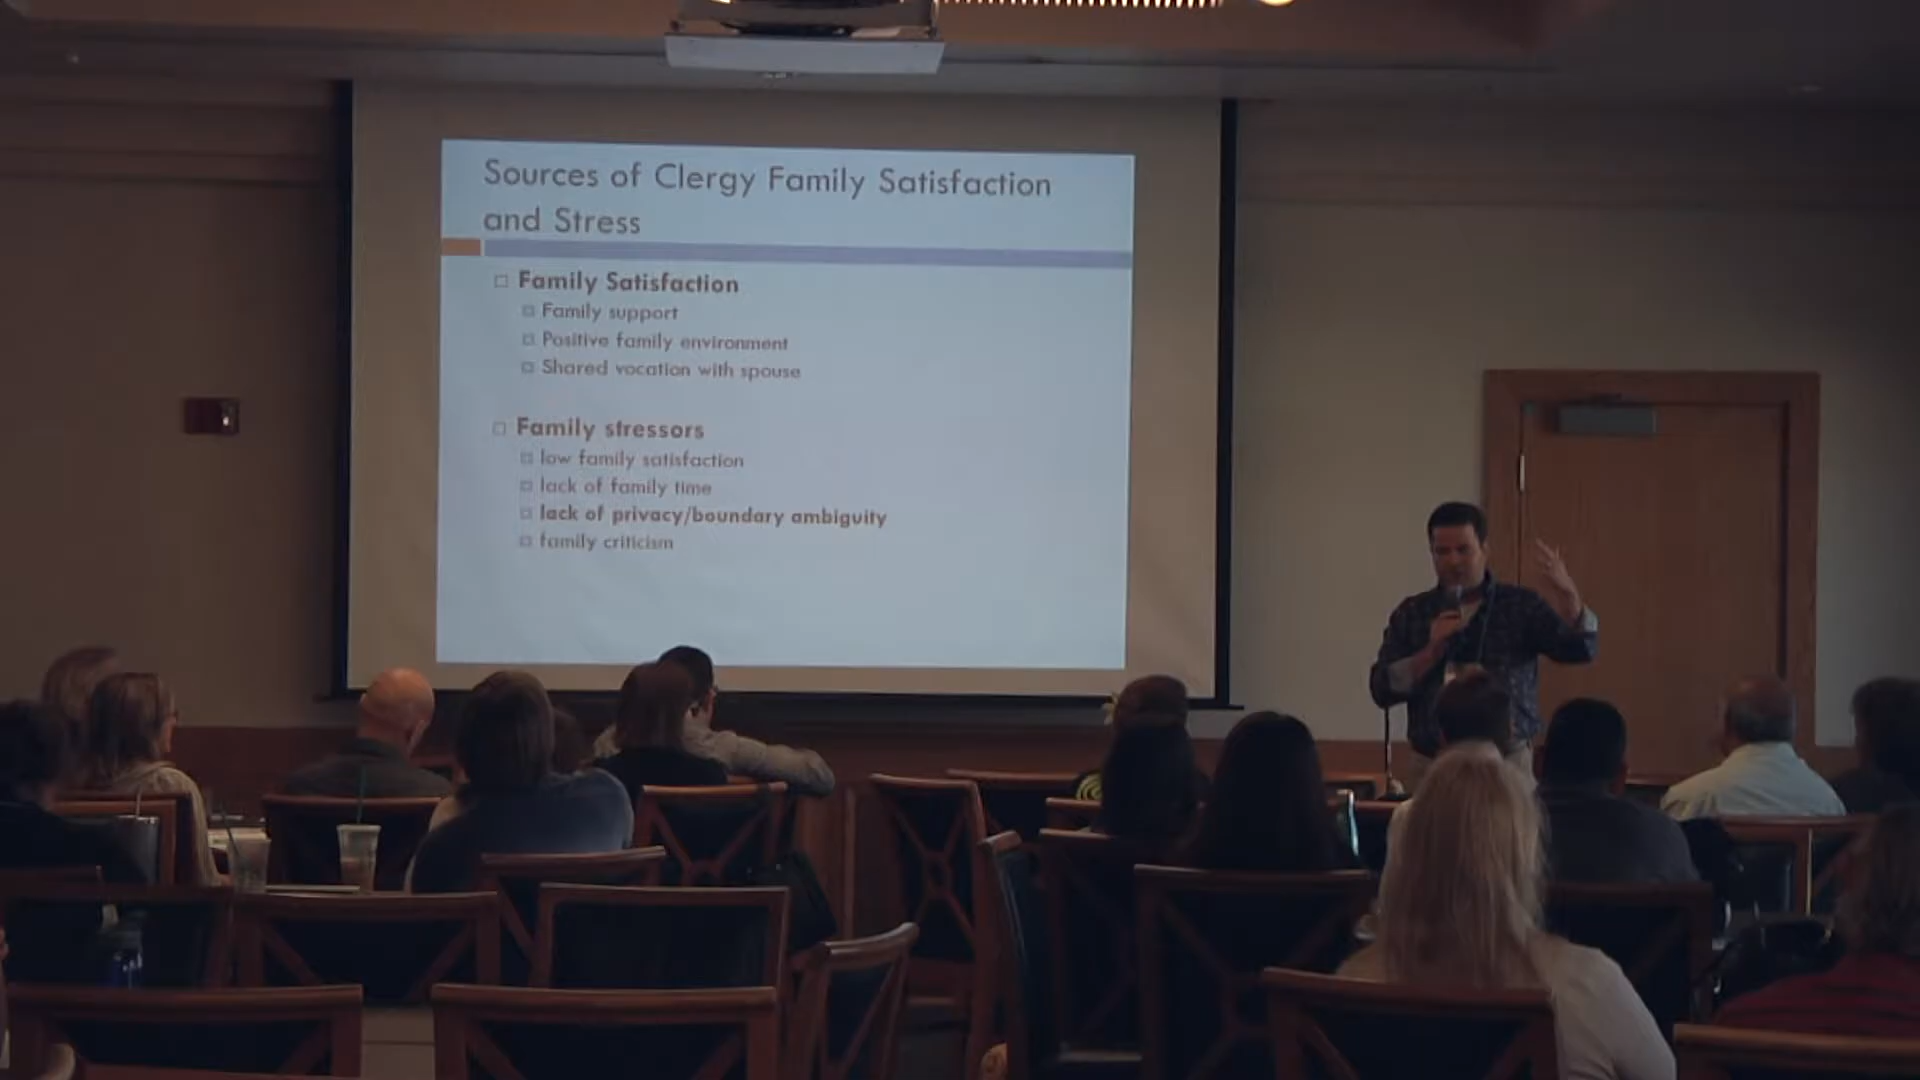 Sources of Clergy Family Satisfaction
and Stress
Family Satisfaction
Family support
Positive family environment
Shared vocation with spouse
Family stressors
low family satisfaction
lack of family time
lack of privacy/boundary ambiguity
family criticism